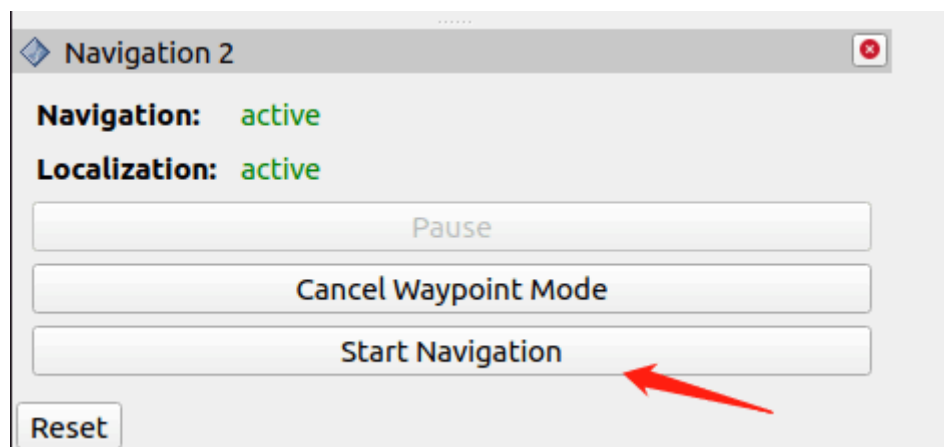 Navigation 2
Navigation: active
Localization: active
Pause
Cancel Waypoint Mode
Start Navigation
Reset